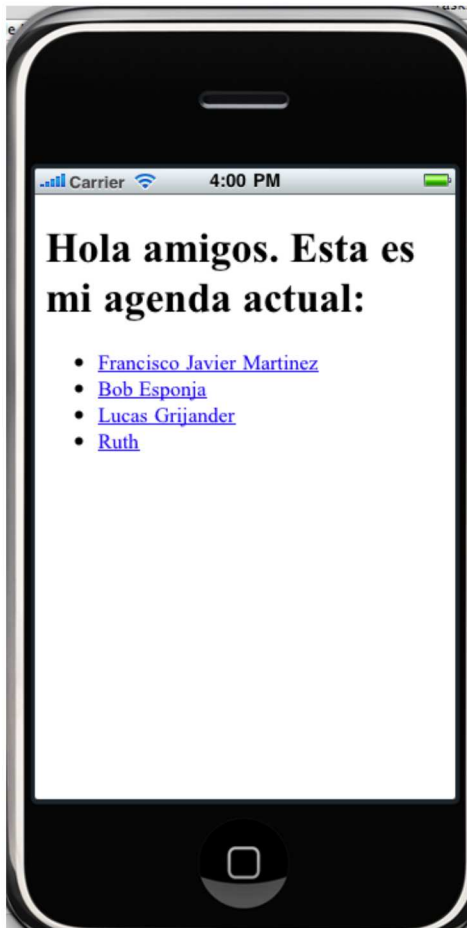 Carrier 4:00 PM
Hola amigos. Esta es
mi agenda actual:
• Francisco Javier Martinez
• Bob Esponja
• Lucas Grijander
• Ruth